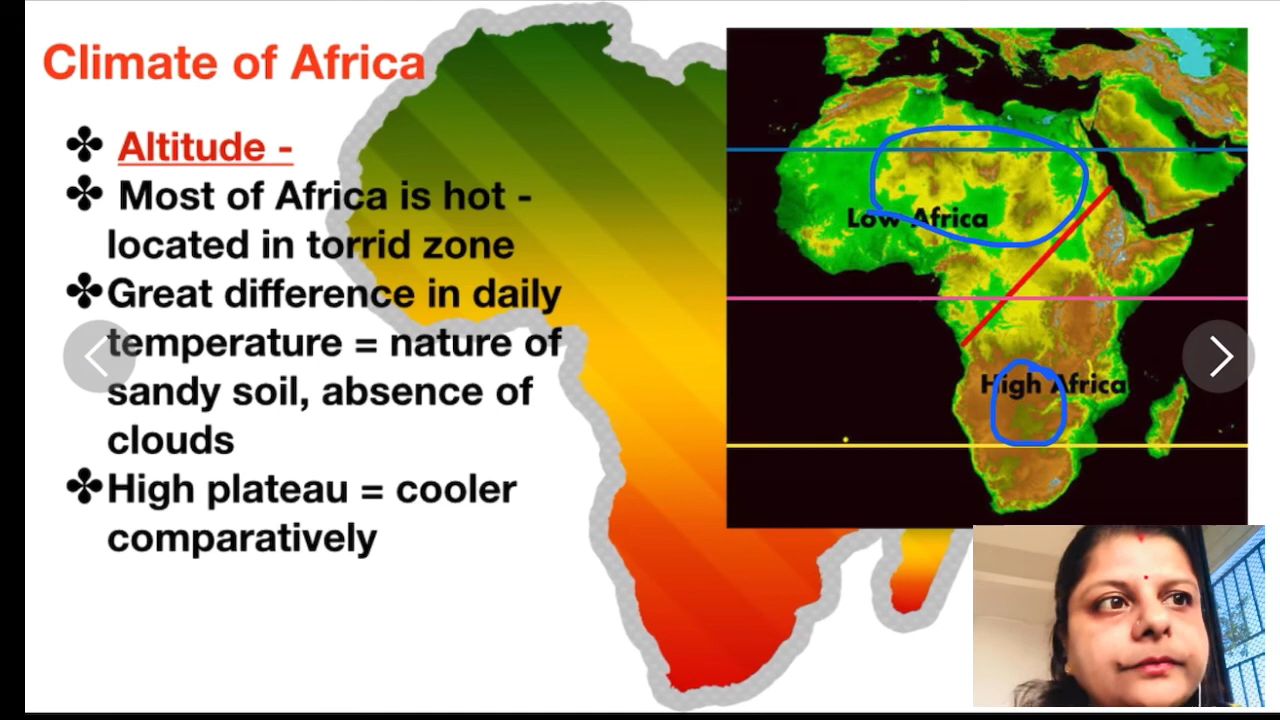 Climate of Africa
✤ Altitude -
✤ Most of Africa is hot -
located in torrid zone
✤Great difference in daily
temperature = nature of
sandy soil, absence of
clouds
✤High plateau = cooler
comparatively
Low Africa
High Africa